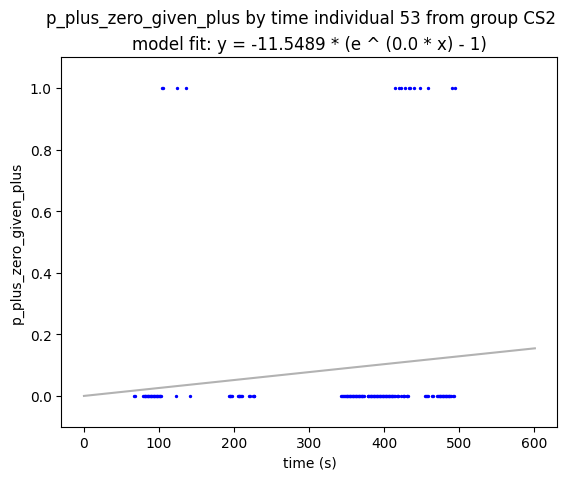 p_plus_zero_given_plus by time individual 53 from group CS2
model fit: y = -11.5489 * (e ^ (0.0 * x) - 1)
p_plus_zero_given_plus
1.0
0.8
0.6
0.4
0.2
0.0
0 100 200 300 400 500 600
time (s)